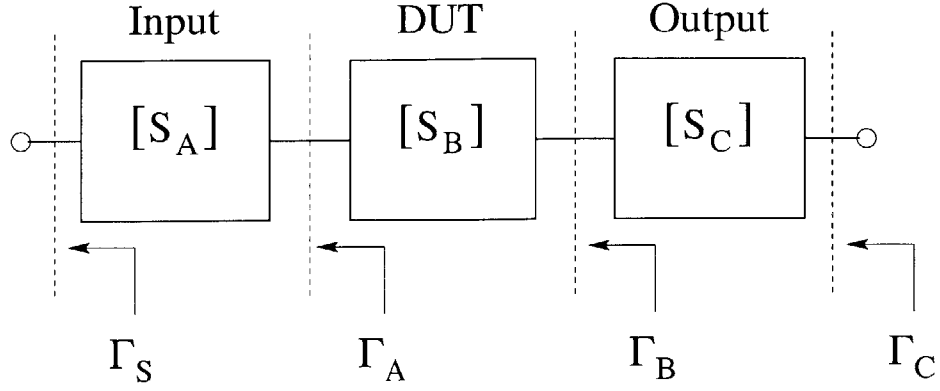 Input DUT Output
[S_A] [S_B] [S_C]
Γ_S Γ_A Γ_B Γ_C